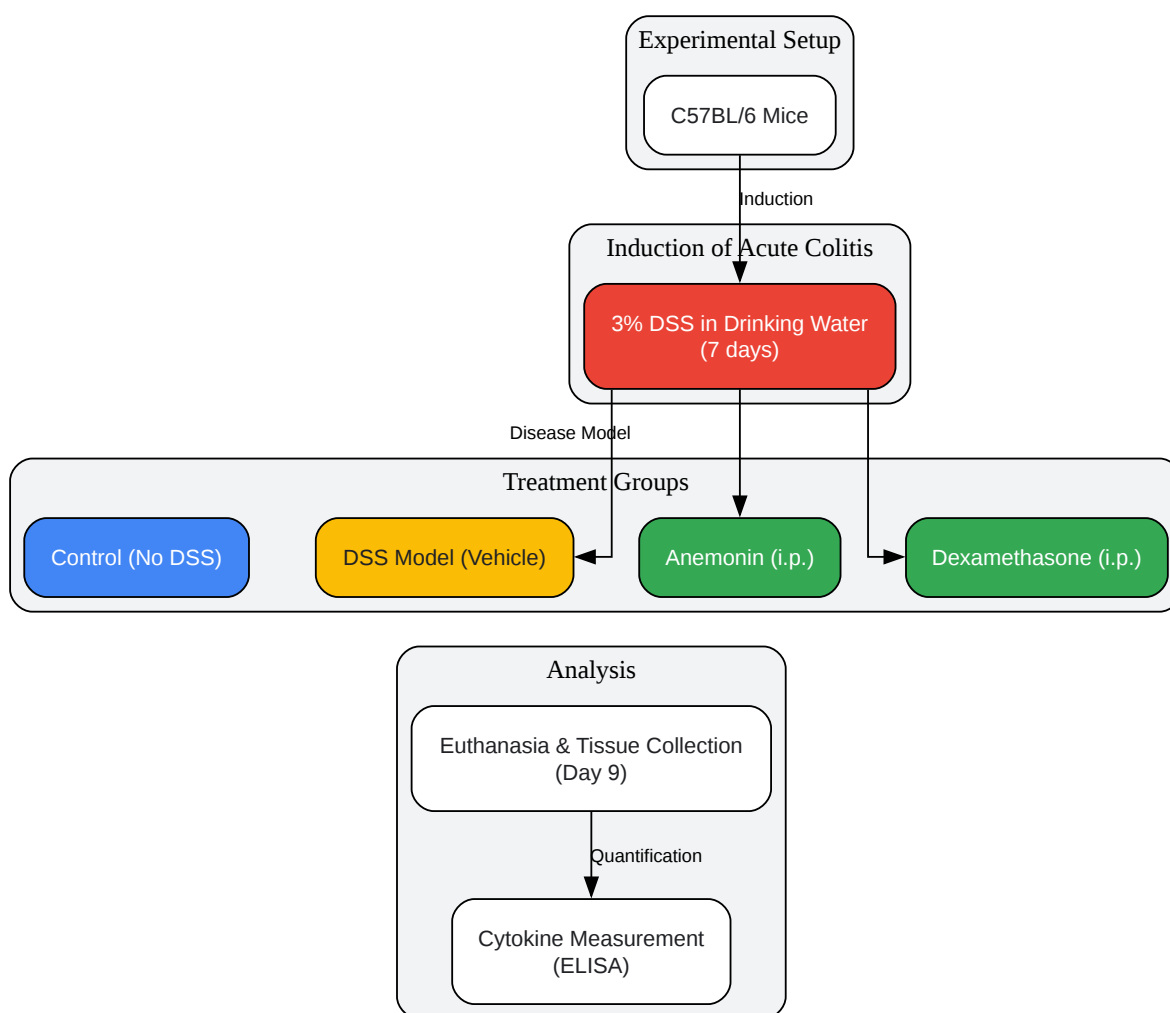 Experimental Setup
C57BL/6 Mice
Induction
Induction of Acute Colitis
3% DSS in Drinking Water
(7 days)
Disease Model
Treatment Groups
Control (No DSS)
DSS Model (Vehicle)
Anemonin (i.p.)
Dexamethasone (i.p.)
Analysis
Euthanasia & Tissue Collection
(Day 9)
Quantification
Cytokine Measurement
(ELISA)